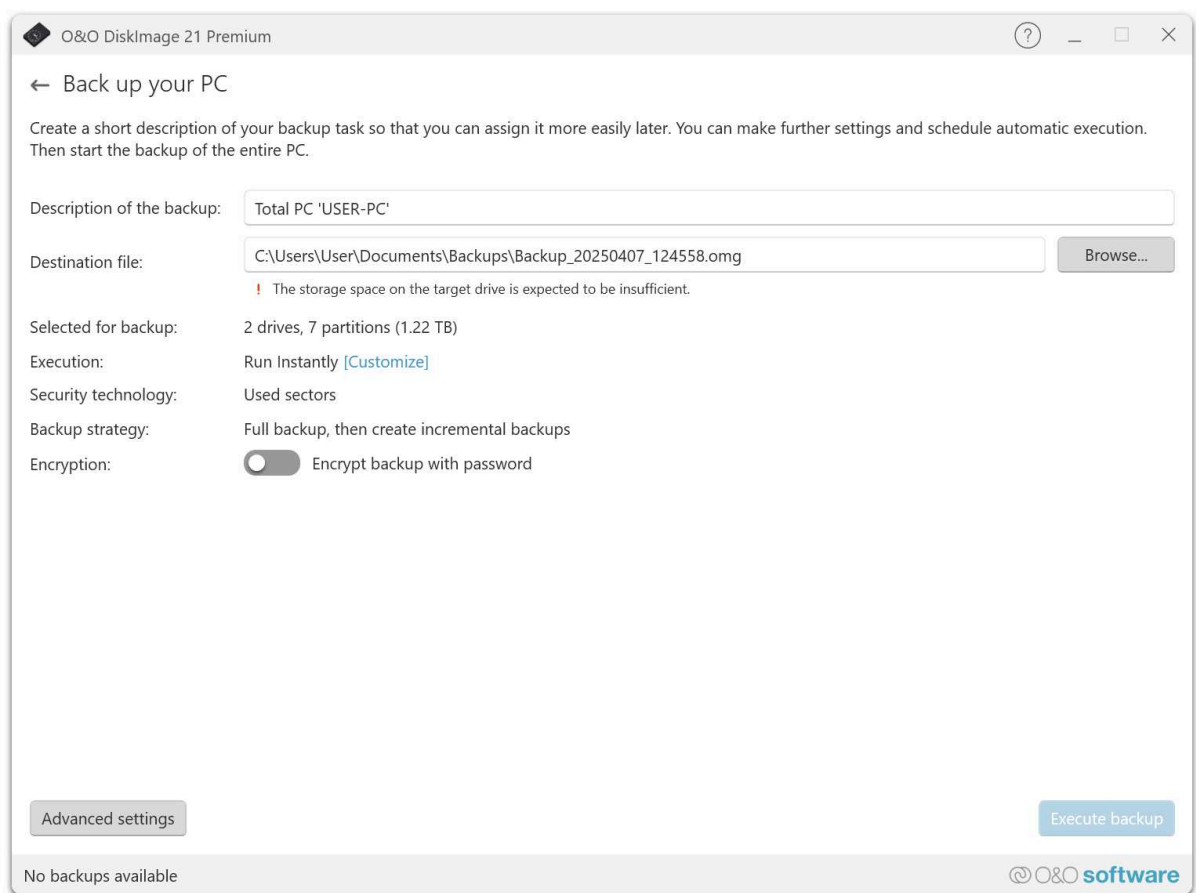 O&O DiskImage 21 Premium
?
Back up your PC
Create a short description of your backup task so that you can assign it more easily later. You can make further settings and schedule automatic execution.
Then start the backup of the entire PC.
Description of the backup: Total PC 'USER-PC'
Destination file: C:\Users\User\Documents\Backups\Backup_20250407_124558.omg Browse...
! The storage space on the target drive is expected to be insufficient.
Selected for backup: 2 drives, 7 partitions (1.22 TB)
Execution: Run Instantly [Customize]
Security technology: Used sectors
Backup strategy: Full backup, then create incremental backups
Encryption: Encrypt backup with password
Advanced settings Execute backup
No backups available O&O software